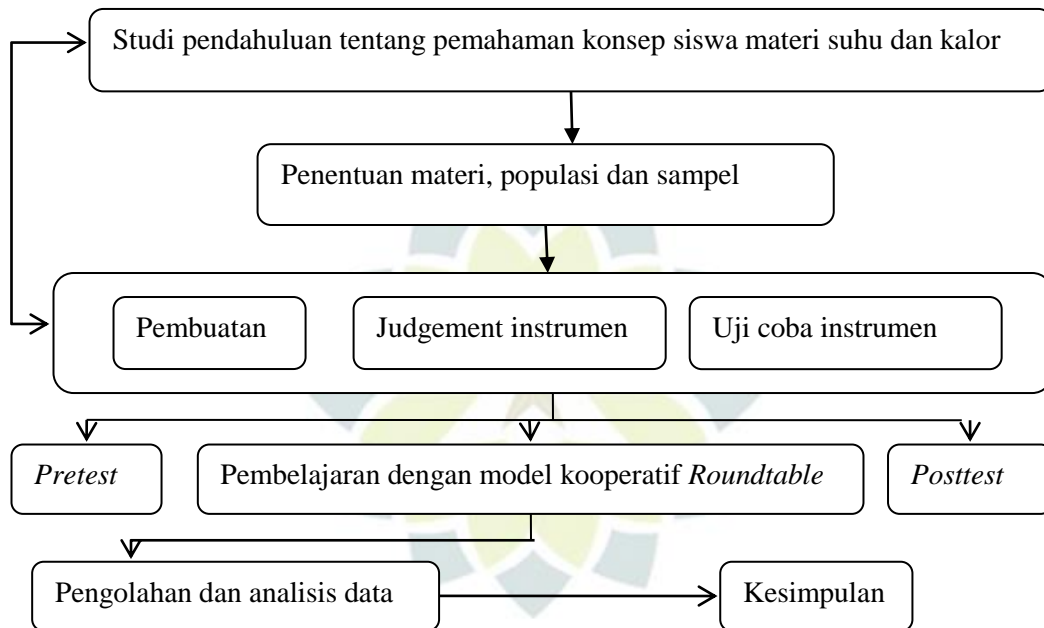 Studi pendahuluan tentang pemahaman konsep siswa materi suhu dan kalor
Penentuan materi, populasi dan sampel
Pembuatan
Judgement instrumen
Uji coba instrumen
Pretest
Pembelajaran dengan model kooperatif Roundtable
Posttest
Pengolahan dan analisis data
Kesimpulan